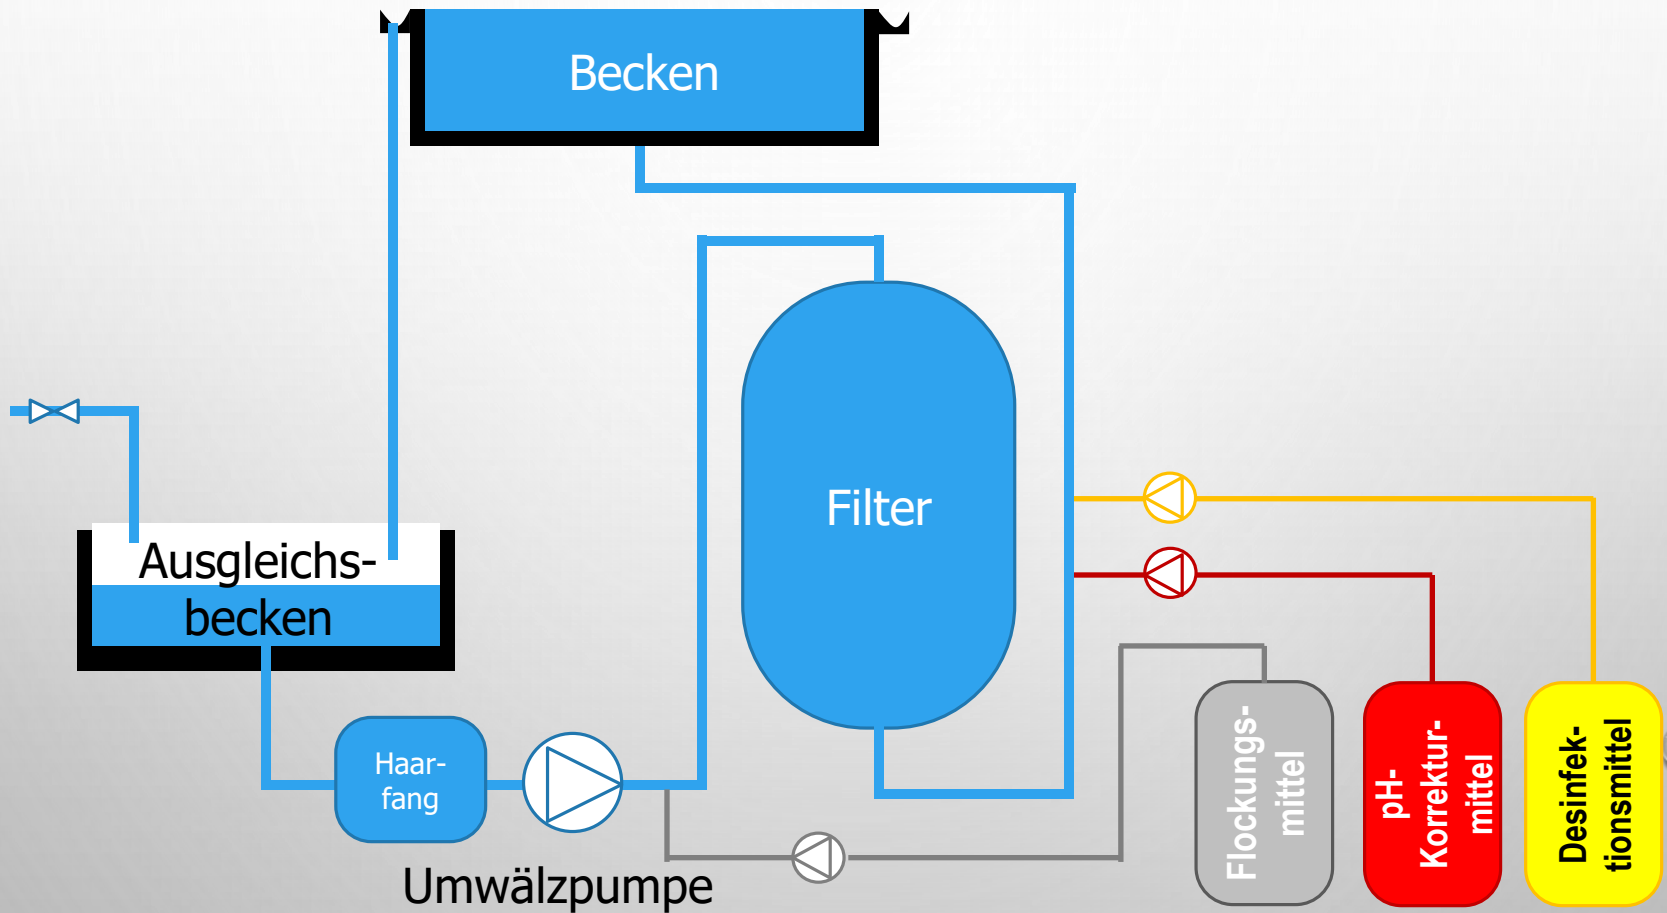 Becken
Filter
Ausgleichs-
becken
Haar-
fang
Umwälzpumpe
Flockungs-
mittel
pH-
Korrektur-
mittel
Desinfek-
tionsmittel